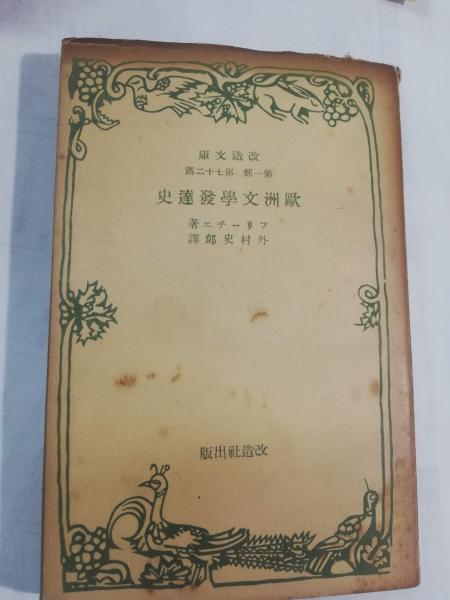 改造文庫
第一部 第七十二篇
歐洲文學發達史
フリーチェ著
外村史郎譯
改造社出版